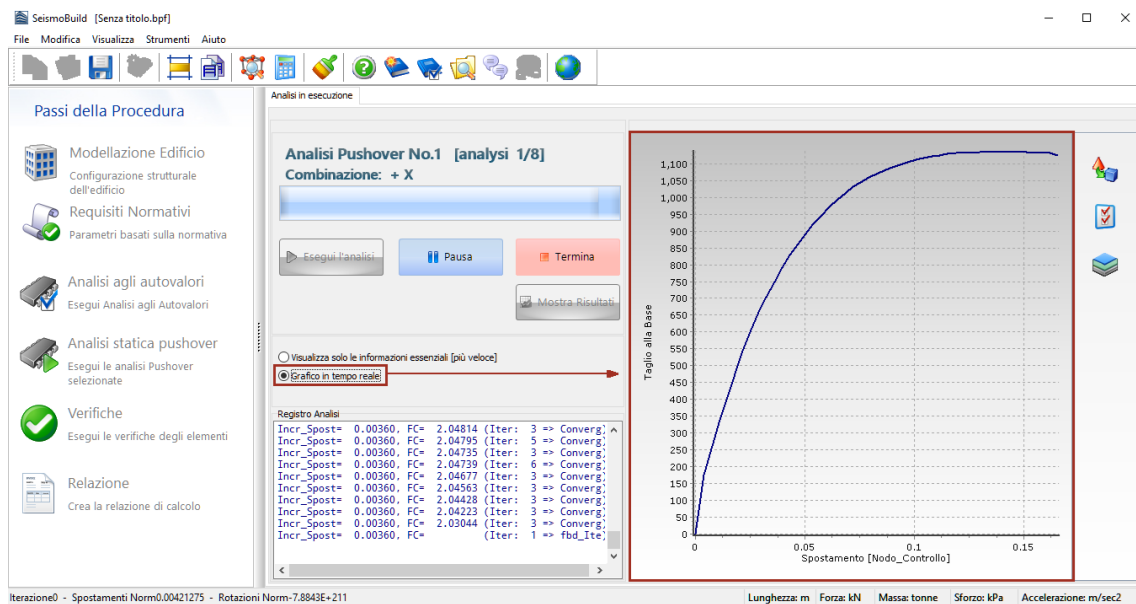 SeismoBuild [Senza titolo.bpf]
File Modifica Visualizza Strumenti Aiuto
Passi della Procedura
Modellazione Edificio
Configurazione strutturale
dell'edificio
Requisiti Normativi
Parametri basati sulla normativa
Analisi agli autovalori
Esegui Analisi agli Autovalori
Analisi statica pushover
Esegui le analisi Pushover
selezionate
Verifiche
Esegui le verifiche degli elementi
Relazione
Crea la relazione di calcolo
Analisi in esecuzione
Analisi Pushover No.1 [analysi 1/8]
Combinazione: + X
Esegui l'analisi
Pausa
Termina
Mostra Risultati
Visualizza solo le informazioni essenziali [più veloce]
Grafico in tempo reale
Registro Analisi
Incr_Spost= 0.00360, FC= 2.04814 (Iter: 3 => Converg)
Incr_Spost= 0.00360, FC= 2.04795 (Iter: 5 => Converg)
Incr_Spost= 0.00360, FC= 2.04735 (Iter: 3 => Converg)
Incr_Spost= 0.00360, FC= 2.04739 (Iter: 6 => Converg)
Incr_Spost= 0.00360, FC= 2.04677 (Iter: 3 => Converg)
Incr_Spost= 0.00360, FC= 2.04563 (Iter: 3 => Converg)
Incr_Spost= 0.00360, FC= 2.04428 (Iter: 3 => Converg)
Incr_Spost= 0.00360, FC= 2.04223 (Iter: 3 => Converg)
Incr_Spost= 0.00360, FC= 2.03044 (Iter: 3 => Converg)
Incr_Spost= 0.00360, FC= (Iter: 1 => fbd_Ite)
Taglio alla Base
1,100
1,050
1,000
950
900
850
800
750
700
650
600
550
500
450
400
350
300
250
200
150
100
50
0
0 0.05 0.1 0.15
Spostamento [Nodo_Controllo]
Iterazione0 - Spostamenti Norm0.00421275 - Rotazioni Norm-7.8843E+211
Lunghezza: m Forza: kN Massa: tonne Sforzo: kPa Accelerazione: m/sec2